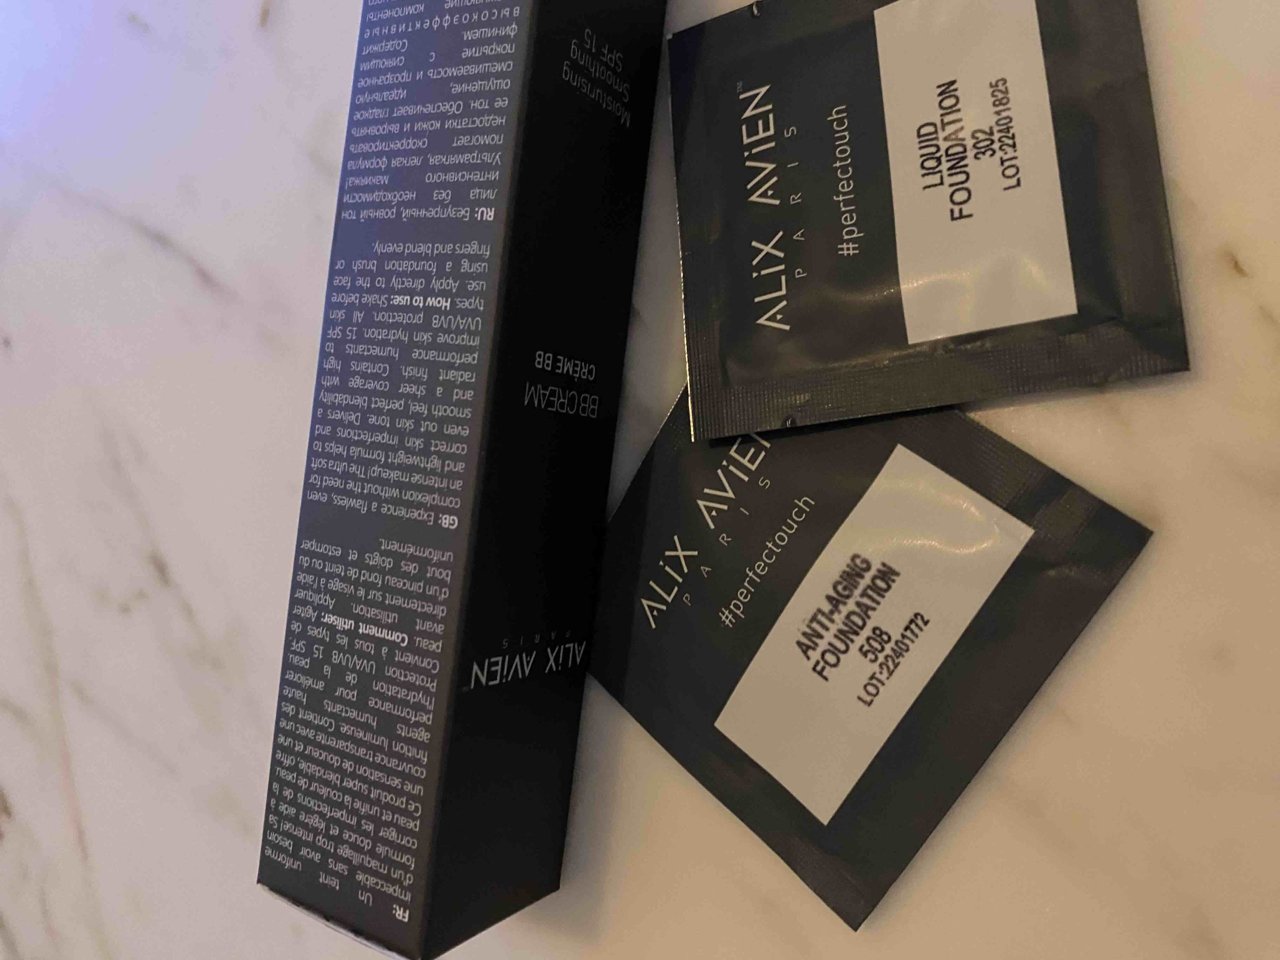 FR: Un teint uniforme
impeccable sans avoir besoin
d'un maquillage trop intense! Sa
formule douce et légère aide à
corriger les imperfections de la
peau et unifie la couleur de peau.
Ce produit super blendable, offre
une sensation de douceur et une
couvrance transparente avec une
finition lumineuse. Contient des
agents humectants haute
performance pour améliorer
l'hydratation de la peau.
Protection UVA/UVB 15 SPF.
Convient à tous les types de
peau. Comment utiliser: Agiter
avant utilisation. Appliquer
directement sur le visage à l'aide
d'un pinceau fond de teint ou du
bout des doigts et estomper
uniformément.
GB: Experience a flawless, even
complexion without the need for
an intense makeup! The ultra soft
and lightweight formula helps to
correct skin imperfections and
even out skin tone. Delivers a
smooth feel, perfect blendability
and a sheer coverage with
radiant finish. Contains high
performance humectants to
improve skin hydration. 15 SPF
UVA/UVB protection. All skin
types. How to use: Shake before
use. Apply directly to the face
using a foundation brush or
fingers and blend evenly.
RU: Безупречный, ровный тон
лица без необходимости
интенсивного макияжа!
Ультрамягкая, легкая формула
помогает скорректировать
недостатки кожи и выровнять
ее тон. Обеспечивает гладкое
ощущение, идеальную
смешиваемость и прозрачное
покрытие с сияющим
финишем. Содержит
высокоэффективные
компоненты
ALiX AViEN
PARIS
BB CREAM
CRÈME BB
Moisturising
Smoothing
SPF 15
ALiX AViEN™
PARIS
#perfectouch
LIQUID
FOUNDATION
302
LOT:22401825
ALiX AViEN
PARIS
#perfectouch
ANTI-AGING
FOUNDATION
508
LOT:22401772